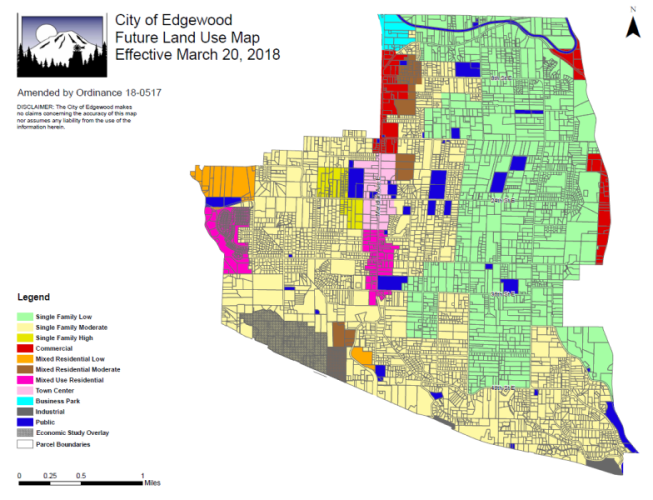 City of Edgewood
Future Land Use Map
Effective March 20, 2018
N
Amended by Ordinance 18-0517
DISCLAIMER: The City of Edgewood makes
no claims concerning the accuracy of this map
nor assumes any liability from the use of the
information herein.
Legend
Single Family Low
Single Family Moderate
Single Family High
Commercial
Mixed Residential Low
Mixed Residential Moderate
Mixed Use Residential
Town Center
Business Park
Industrial
Public
Economic Study Overlay
Parcel Boundaries
0 0.25 0.5 1
Miles